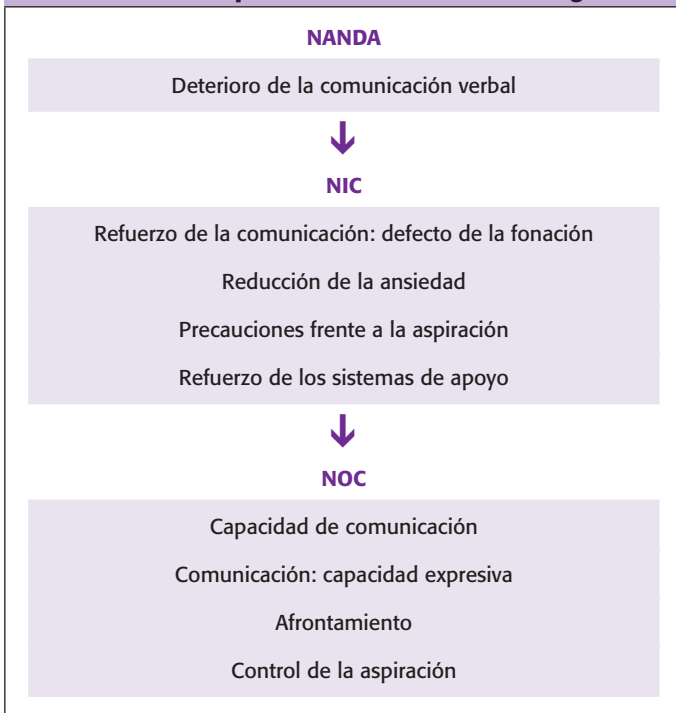 NANDA
Deterioro de la comunicación verbal
NIC
Refuerzo de la comunicación: defecto de la fonación
Reducción de la ansiedad
Precauciones frente a la aspiración
Refuerzo de los sistemas de apoyo
NOC
Capacidad de comunicación
Comunicación: capacidad expresiva
Afrontamiento
Control de la aspiración